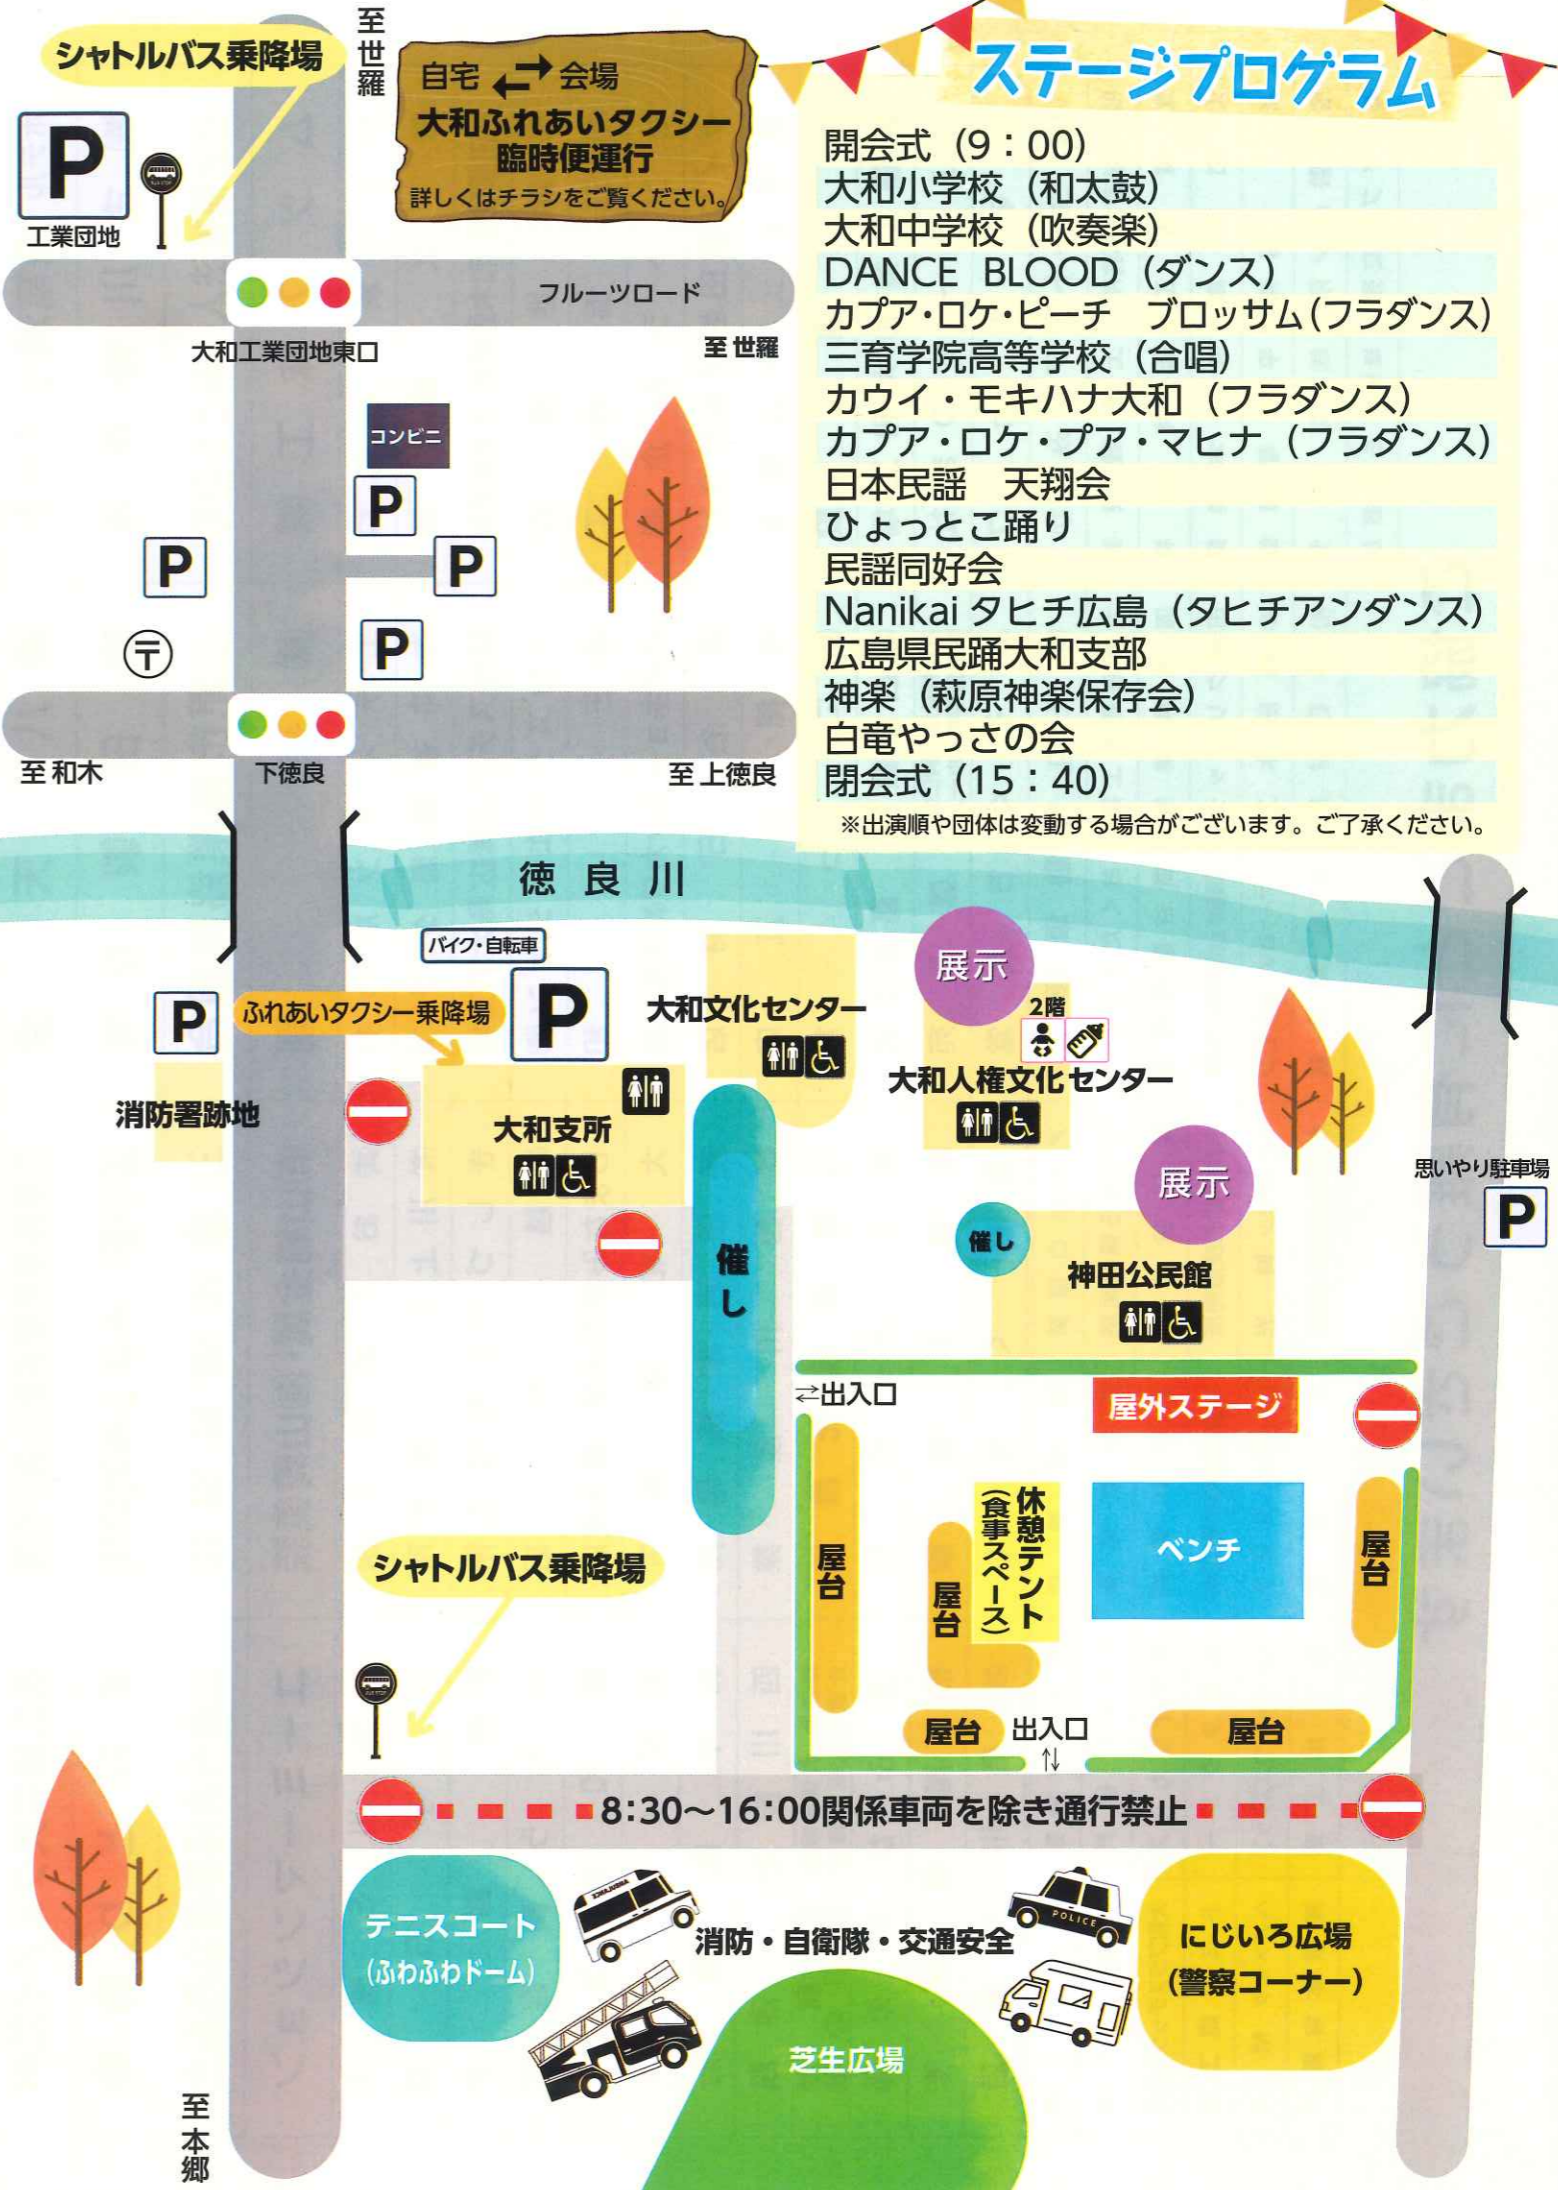 シャトルバス乗降場
至世羅
自宅 ⇄ 会場
大和ふれあいタクシー
臨時便運行
詳しくはチラシをご覧ください。
P
工業団地
フルーツロード
大和工業団地東口
至 世羅
コンビニ
P
P
P
〒
P
至 和木
下徳良
至 上徳良
ステージプログラム
開会式（9：00）
大和小学校（和太鼓）
大和中学校（吹奏楽）
DANCE BLOOD（ダンス）
カプア・ロケ・ピーチ ブロッサム（フラダンス）
三育学院高等学校（合唱）
カウイ・モキハナ大和（フラダンス）
カプア・ロケ・プア・マヒナ（フラダンス）
日本民謡 天翔会
ひょっとこ踊り
民謡同好会
Nanikai タヒチ広島（タヒチアンダンス）
広島県民踊大和支部
神楽（萩原神楽保存会）
白竜やっさの会
閉会式（15：40）
※出演順や団体は変動する場合がございます。ご了承ください。
徳良川
バイク・自転車
P
P
ふれあいタクシー乗降場
消防署跡地
大和支所
大和文化センター
展示
2階
大和人権文化センター
展示
催し
神田公民館
思いやり駐車場
P
催し
⇄出入口
屋外ステージ
屋台
屋台
休憩テント
（食事スペース）
ベンチ
屋台
屋台
出入口
⇅
屋台
シャトルバス乗降場
8:30〜16:00関係車両を除き通行禁止
テニスコート
（ふわふわドーム）
AMBULANCE
消防・自衛隊・交通安全
POLICE
にじいろ広場
（警察コーナー）
芝生広場
至本郷